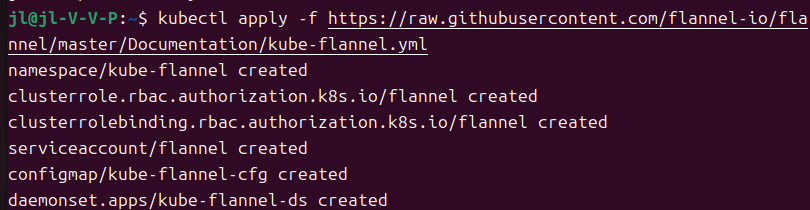 jl@jl-V-V-P:~$ kubectl apply -f https://raw.githubusercontent.com/flannel-io/fla
nnel/master/Documentation/kube-flannel.yml
namespace/kube-flannel created
clusterrole.rbac.authorization.k8s.io/flannel created
clusterrolebinding.rbac.authorization.k8s.io/flannel created
serviceaccount/flannel created
configmap/kube-flannel-cfg created
daemonset.apps/kube-flannel-ds created